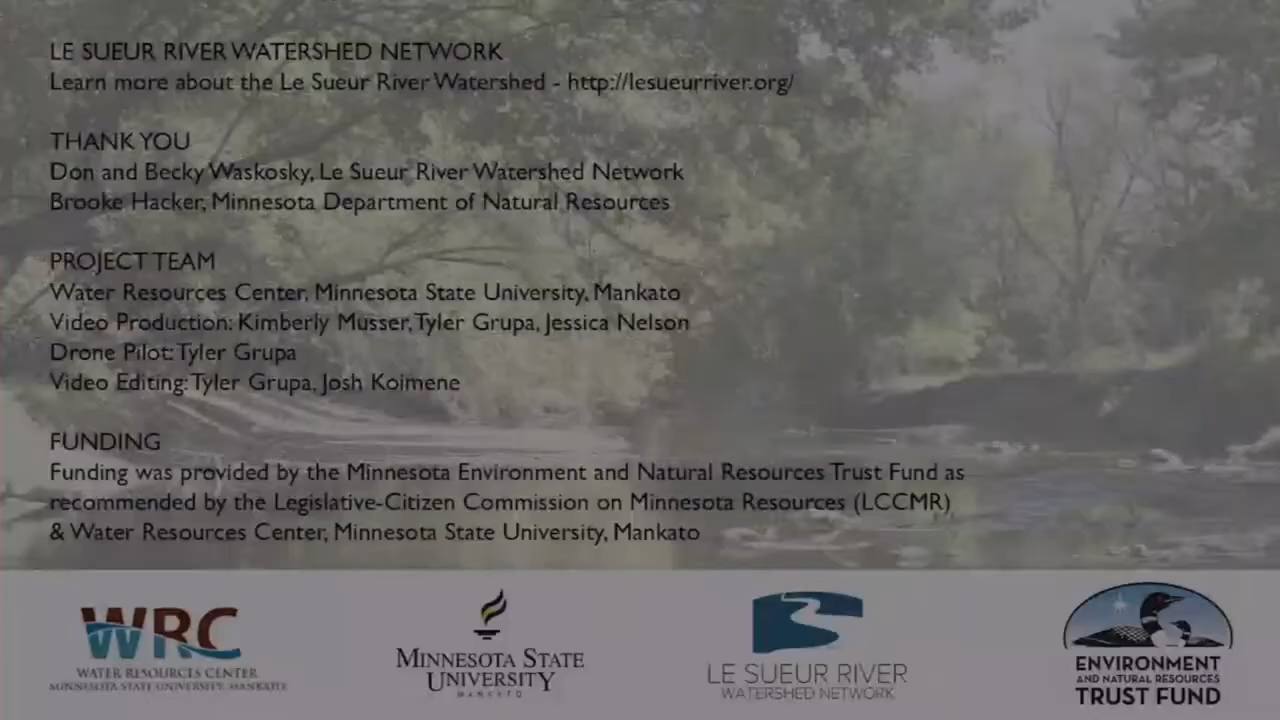 LE SUEUR RIVER WATERSHED NETWORK
Learn more about the Le Sueur River Watershed - http://lesueurriver.org/
THANK YOU
Don and Becky Waskosky, Le Sueur River Watershed Network
Brooke Hacker, Minnesota Department of Natural Resources
PROJECT TEAM
Water Resources Center, Minnesota State University, Mankato
Video Production: Kimberly Musser, Tyler Grupa, Jessica Nelson
Drone Pilot: Tyler Grupa
Video Editing: Tyler Grupa, Josh Koimene
FUNDING
Funding was provided by the Minnesota Environment and Natural Resources Trust Fund as
recommended by the Legislative-Citizen Commission on Minnesota Resources (LCCMR)
& Water Resources Center, Minnesota State University, Mankato
WRC
WATER RESOURCES CENTER
MINNESOTA STATE UNIVERSITY, MANKATO
MINNESOTA STATE
UNIVERSITY
MANKATO
LE SUEUR RIVER
WATERSHED NETWORK
ENVIRONMENT
AND NATURAL RESOURCES
TRUST FUND